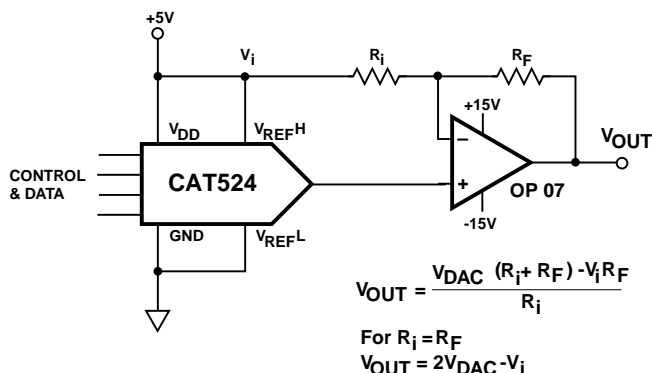 +5V
Vi
Ri
RF
+15V
VDD
VREFH
VOUT
CONTROL
& DATA
CAT524
–
+
OP 07
-15V
GND
VREFL
VOUT = VDAC (Ri + RF) -ViRF
Ri
For Ri = RF
VOUT = 2VDAC -Vi